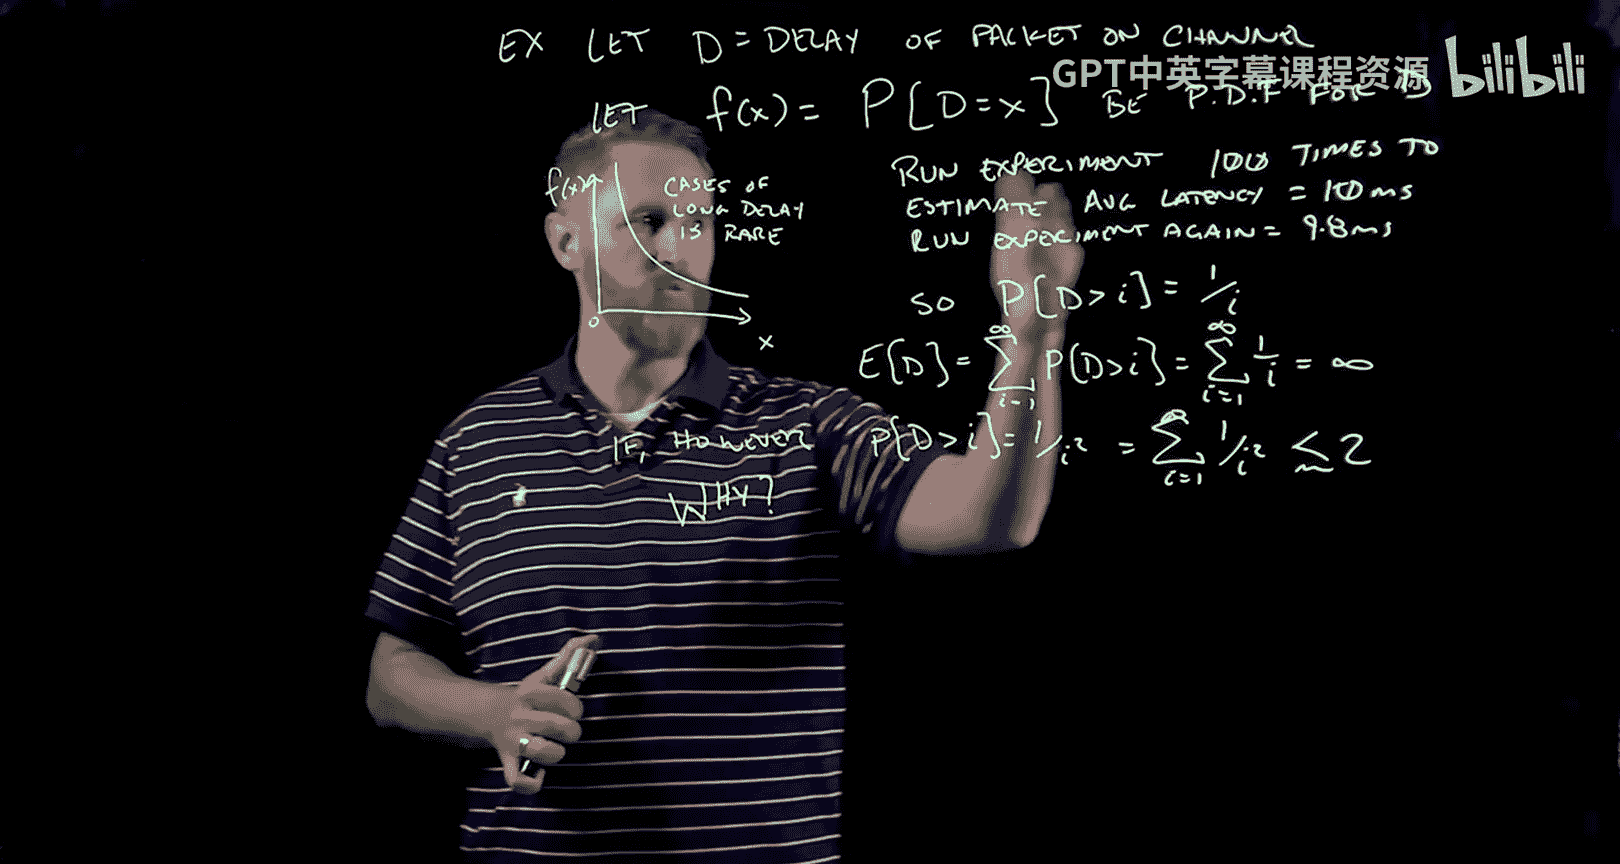 EX LET D = DELAY OF PACKET ON CHANNEL
GPT中英字幕课程资源 bilibili
LET f(x) = P[D=x] BE P.D.F FOR D
f(x)
CASES OF
LONG DELAY
IS RARE
0
x
RUN EXPERIMENT 100 TIMES TO
ESTIMATE AVG LATENCY = 10ms
RUN EXPERIMENT AGAIN = 9.8ms
SO P[D>i] = 1/i
E[D] = ∞∑i=1 P[D>i] = ∞∑i=1 1/i = ∞
IF, HOWEVER P[D>i] = 1/i² = ∞∑i=1 1/i² ≤ 2
WHY?